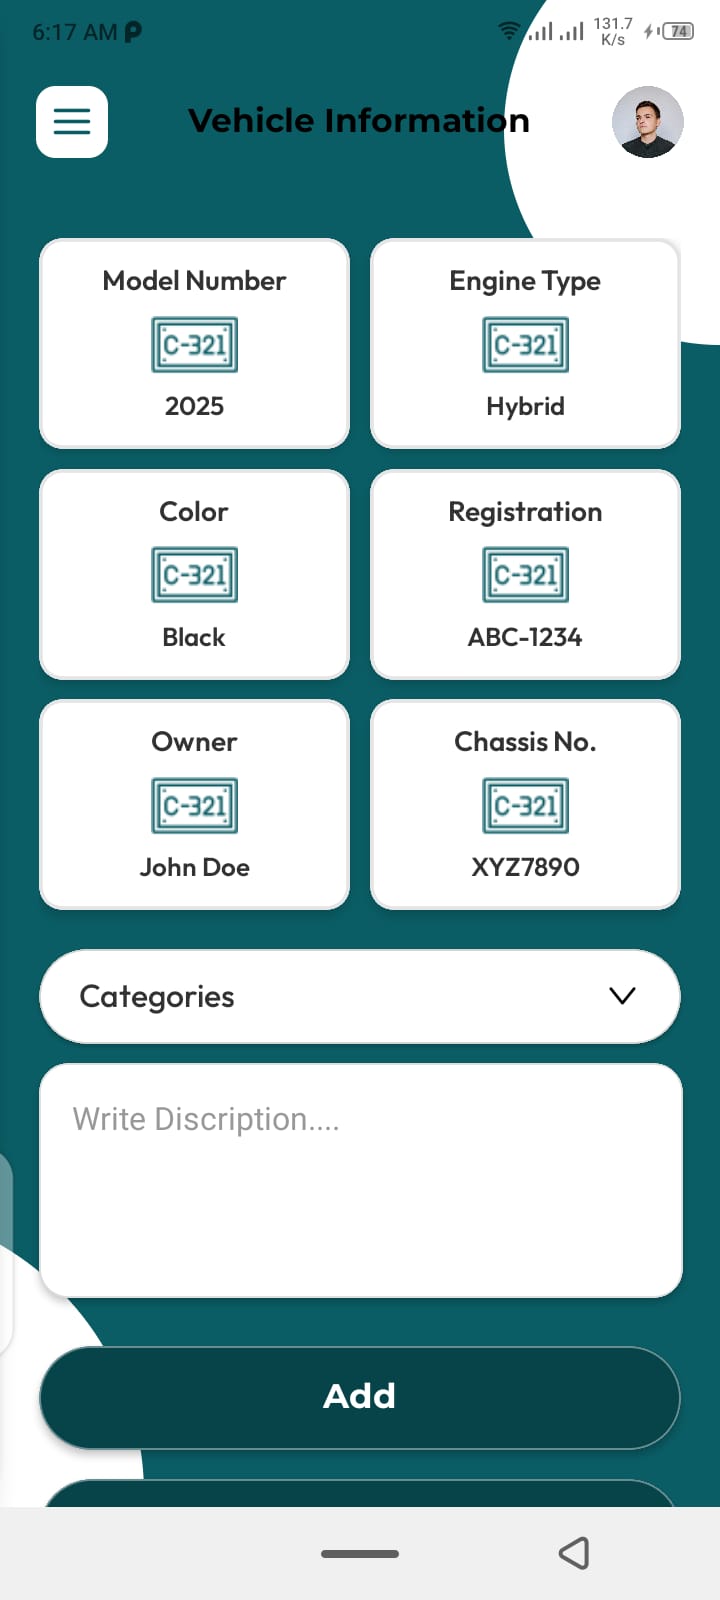 6:17 AM
131.7
K/s
74
Vehicle Information
Model Number
Engine Type
C-321
C-321
2025
Hybrid
Color
Registration
C-321
C-321
Black
ABC-1234
Owner
Chassis No.
C-321
C-321
John Doe
XYZ7890
Categories
Write Discription....
Add